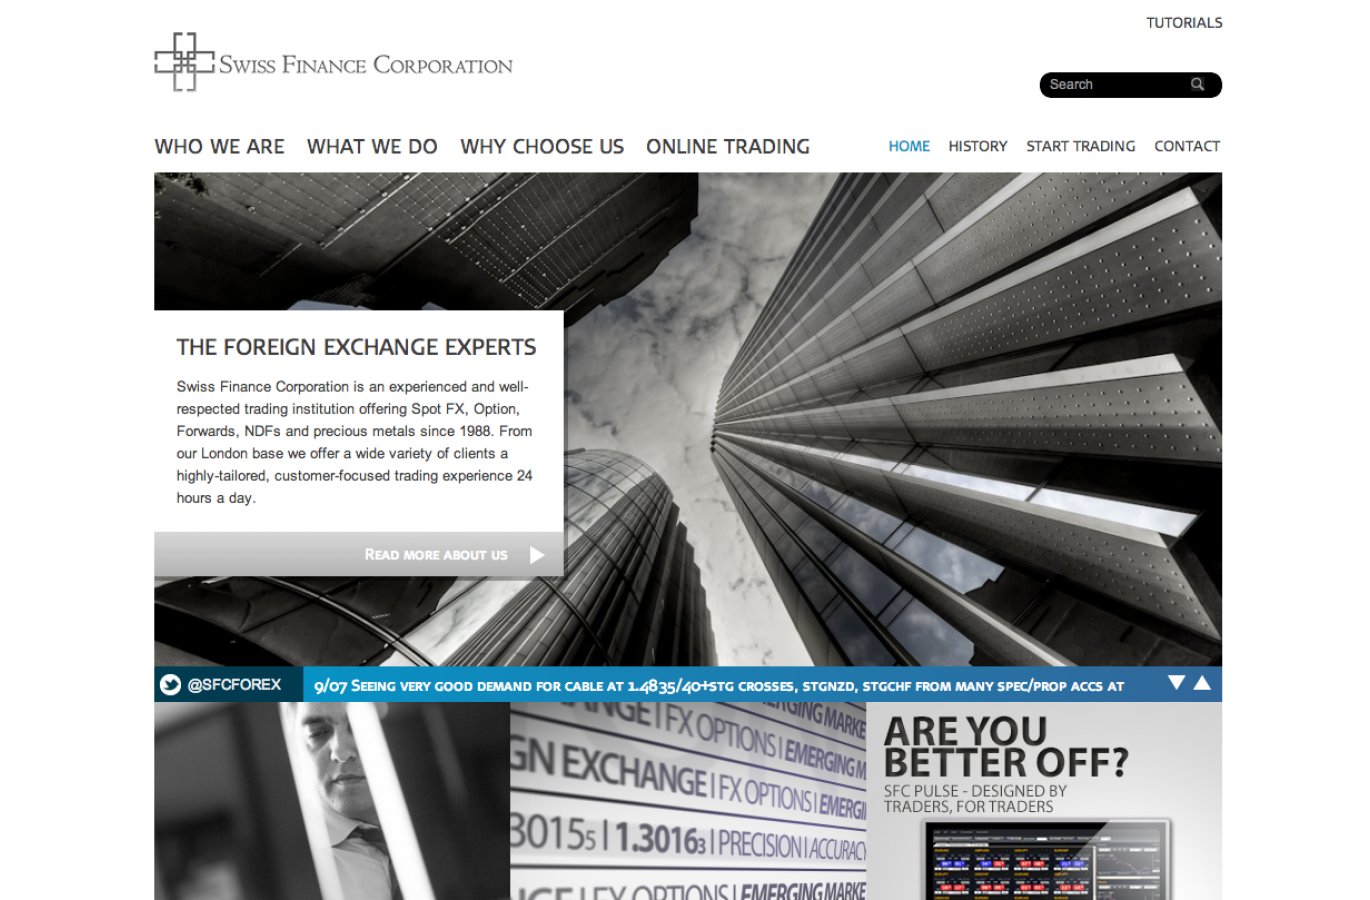 TUTORIALS
SWISS FINANCE CORPORATION
Search
WHO WE ARE WHAT WE DO WHY CHOOSE US ONLINE TRADING HOME HISTORY START TRADING CONTACT
THE FOREIGN EXCHANGE EXPERTS
Swiss Finance Corporation is an experienced and well-
respected trading institution offering Spot FX, Option,
Forwards, NDFs and precious metals since 1988. From
our London base we offer a wide variety of clients a
highly-tailored, customer-focused trading experience 24
hours a day.
READ MORE ABOUT US
@SFCFOREX 9/07 SEEING VERY GOOD DEMAND FOR CABLE AT 1.4835/40+STG CROSSES, STGNZD, STGCHF FROM MANY SPEC/PROP ACCS AT
ANGE I FX OPTIONS I EMERGING MARKE
GN EXCHANGE I FX OPTIONS I EMERGI
30155 I 1.30163 I PRECISION I ACCURACY
NGE I FX OPTIONS I EMERGING MARKE
ARE YOU
BETTER OFF?
SFC PULSE - DESIGNED BY
TRADERS, FOR TRADERS